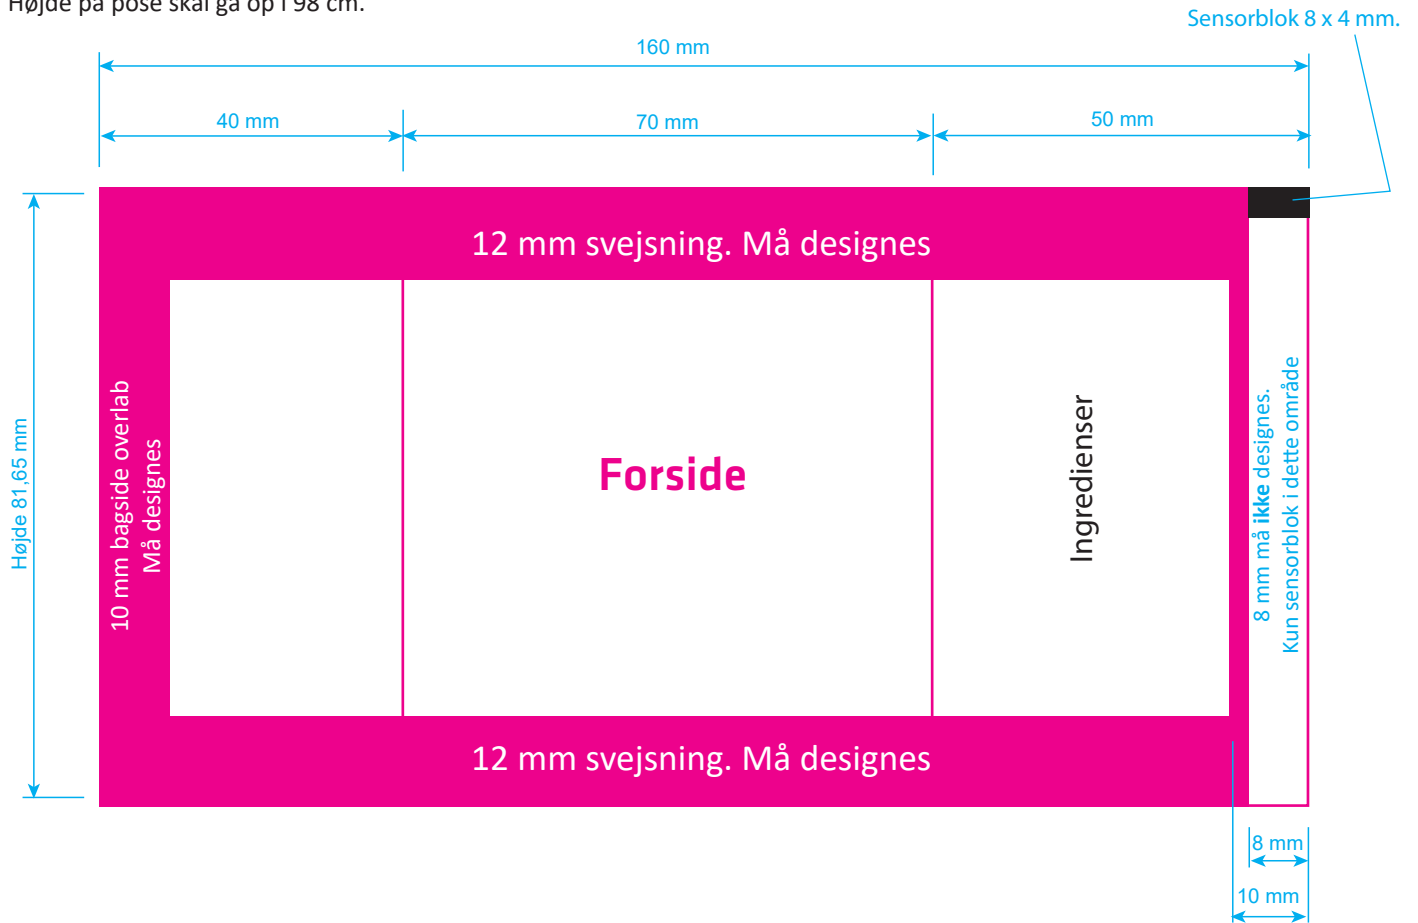 Højde på pose skal gå op i 98 cm.
Sensorblok 8 x 4 mm.
160 mm
40 mm
70 mm
50 mm
12 mm svejsning. Må designes
Højde 81,65 mm
10 mm bagside overlab
Må designes
Forside
Ingredienser
8 mm må ikke designes.
Kun sensorblok i dette område
12 mm svejsning. Må designes
8 mm
10 mm